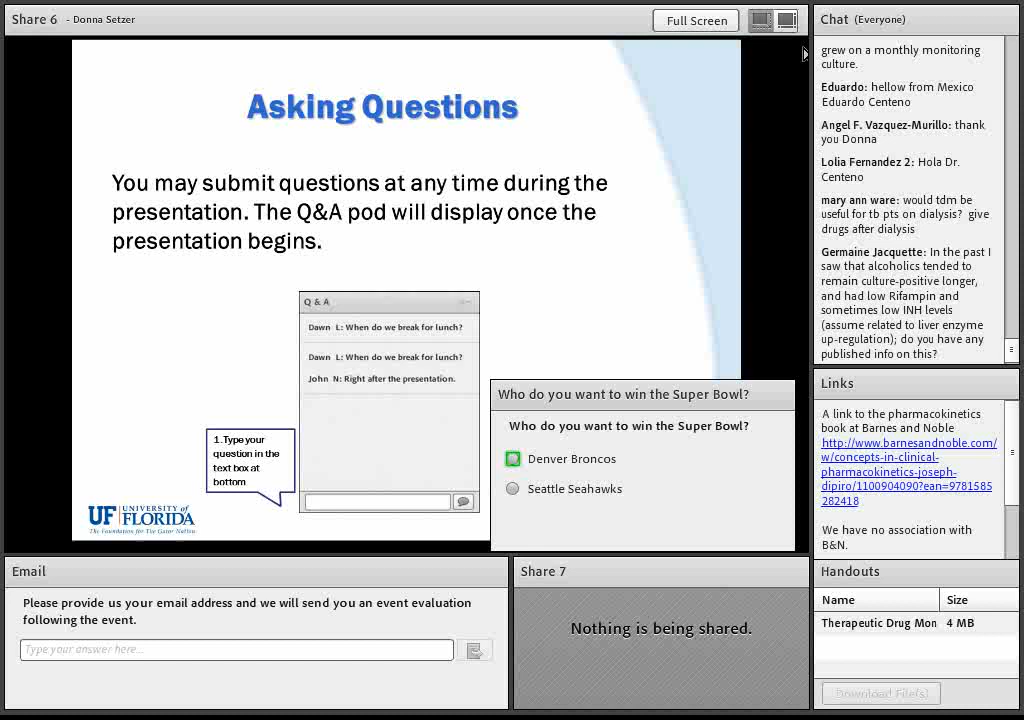 Share 6 - Donna Setzer
Full Screen
Asking Questions
You may submit questions at any time during the
presentation. The Q&A pod will display once the
presentation begins.
Q & A
Dawn L: When do we break for lunch?
Dawn L: When do we break for lunch?
John N: Right after the presentation.
1.Type your
question in the
text box at
bottom
UF UNIVERSITY of
FLORIDA
The Foundation for The Gator Nation
Who do you want to win the Super Bowl?
Who do you want to win the Super Bowl?
Denver Broncos
Seattle Seahawks
Email
Please provide us your email address and we will send you an event evaluation
following the event.
Type your answer here...
Share 7
Nothing is being shared.
Chat (Everyone)
grew on a monthly monitoring
culture.
Eduardo: hellow from Mexico
Eduardo Centeno
Angel F. Vazquez-Murillo: thank
you Donna
Lolia Fernandez 2: Hola Dr.
Centeno
mary ann ware: would tdm be
useful for tb pts on dialysis? give
drugs after dialysis
Germaine Jacquette: In the past I
saw that alcoholics tended to
remain culture-positive longer,
and had low Rifampin and
sometimes low INH levels
(assume related to liver enzyme
up-regulation); do you have any
published info on this?
Links
A link to the pharmacokinetics
book at Barnes and Noble
http://www.barnesandnoble.com/
w/concepts-in-clinical-
pharmacokinetics-joseph-
dipiro/1100904090?ean=9781585
282418
We have no association with
B&N.
Handouts
Name Size
Therapeutic Drug Mon 4 MB
Download File(s)